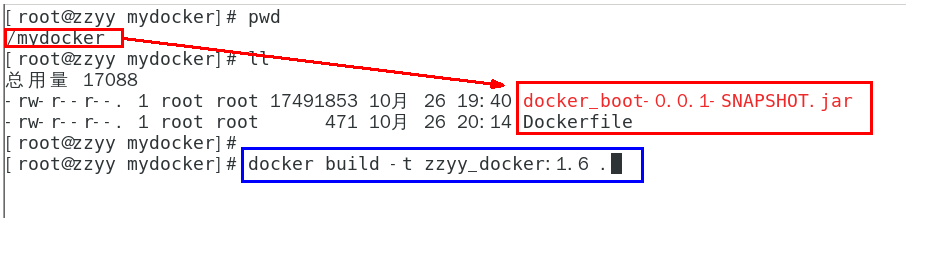 [root@zzyy mydocker]# pwd
/mydocker
[root@zzyy mydocker]# ll
总用量 17088
-rw-r--r--. 1 root root 17491853 10月 26 19:40 docker_boot-0.0.1-SNAPSHOT.jar
-rw-r--r--. 1 root root 471 10月 26 20:14 Dockerfile
[root@zzyy mydocker]#
[root@zzyy mydocker]# docker build -t zzyy_docker:1.6 .